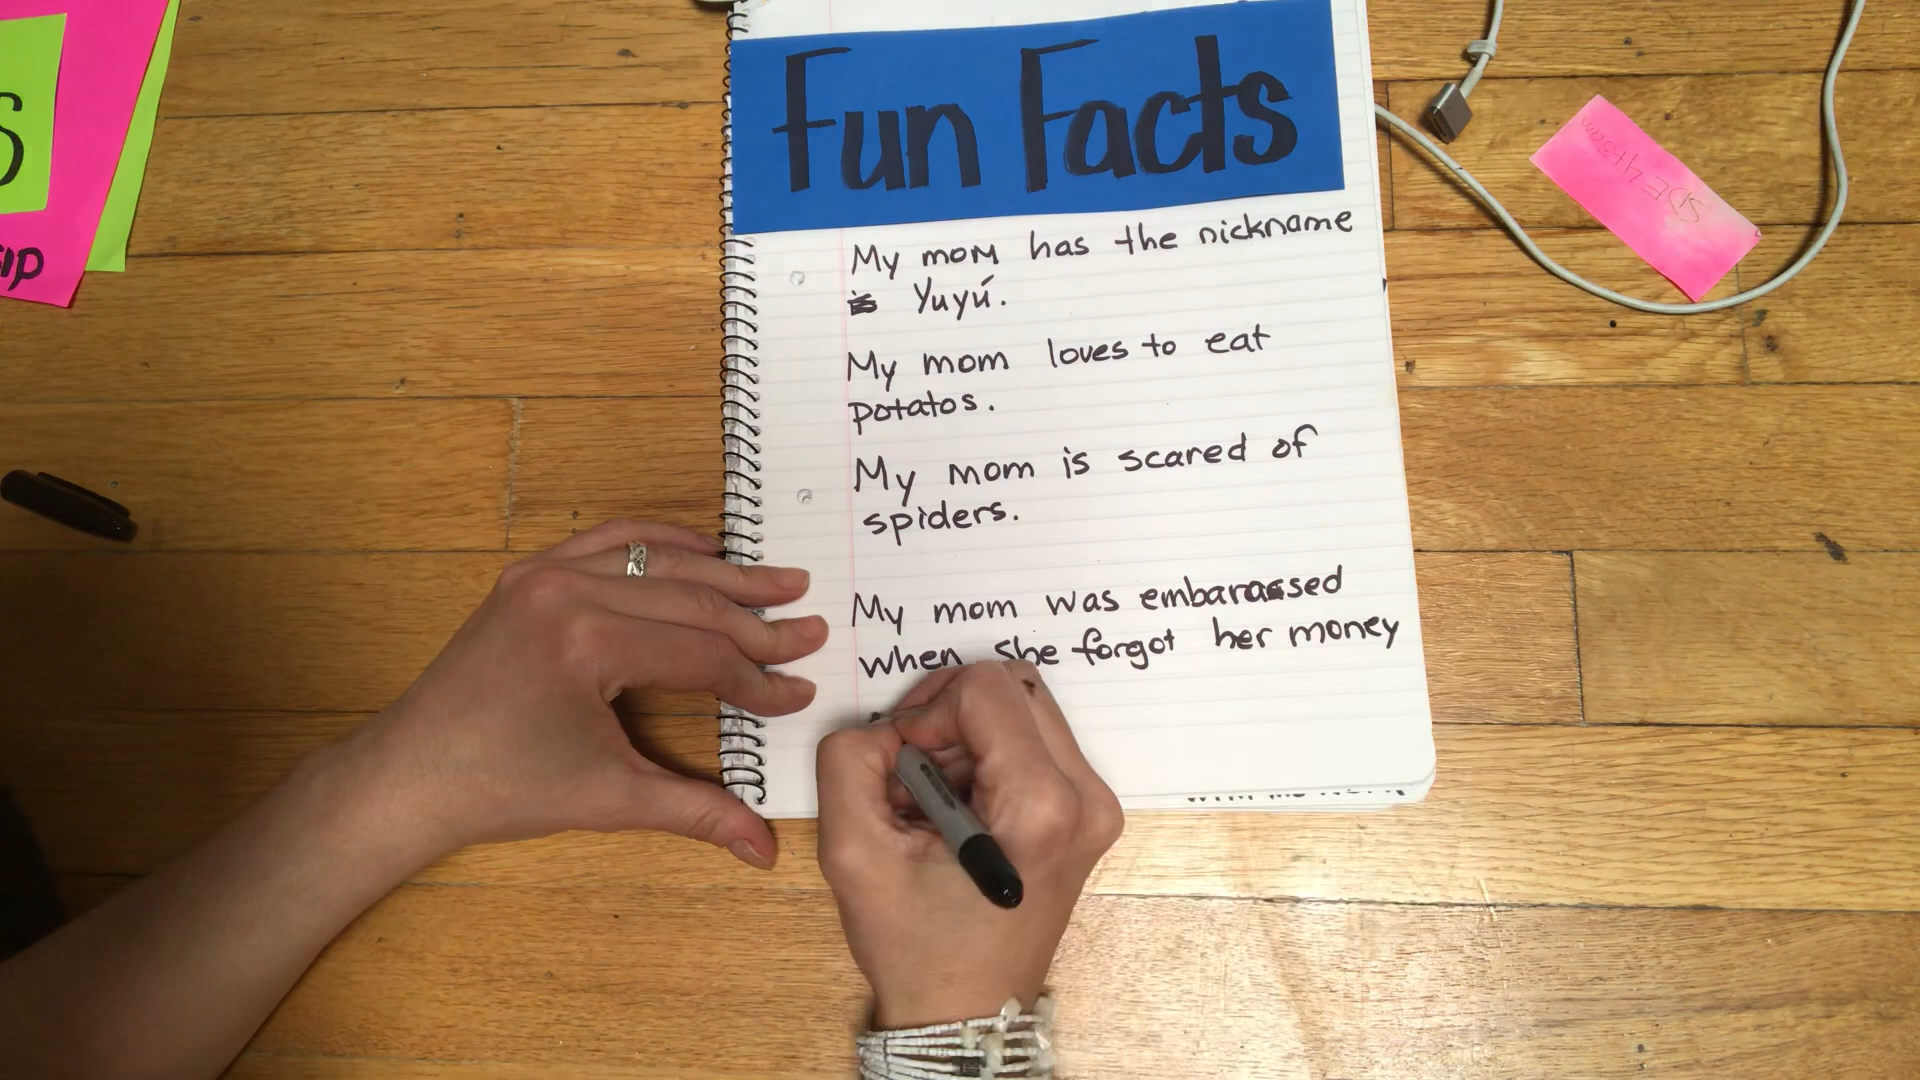 Fun Facts
My mom has the nickname
Yuyú.
My mom loves to eat
potatos.
My mom is scared of
spiders.
My mom was embarassed
when she forgot her money
S
ip